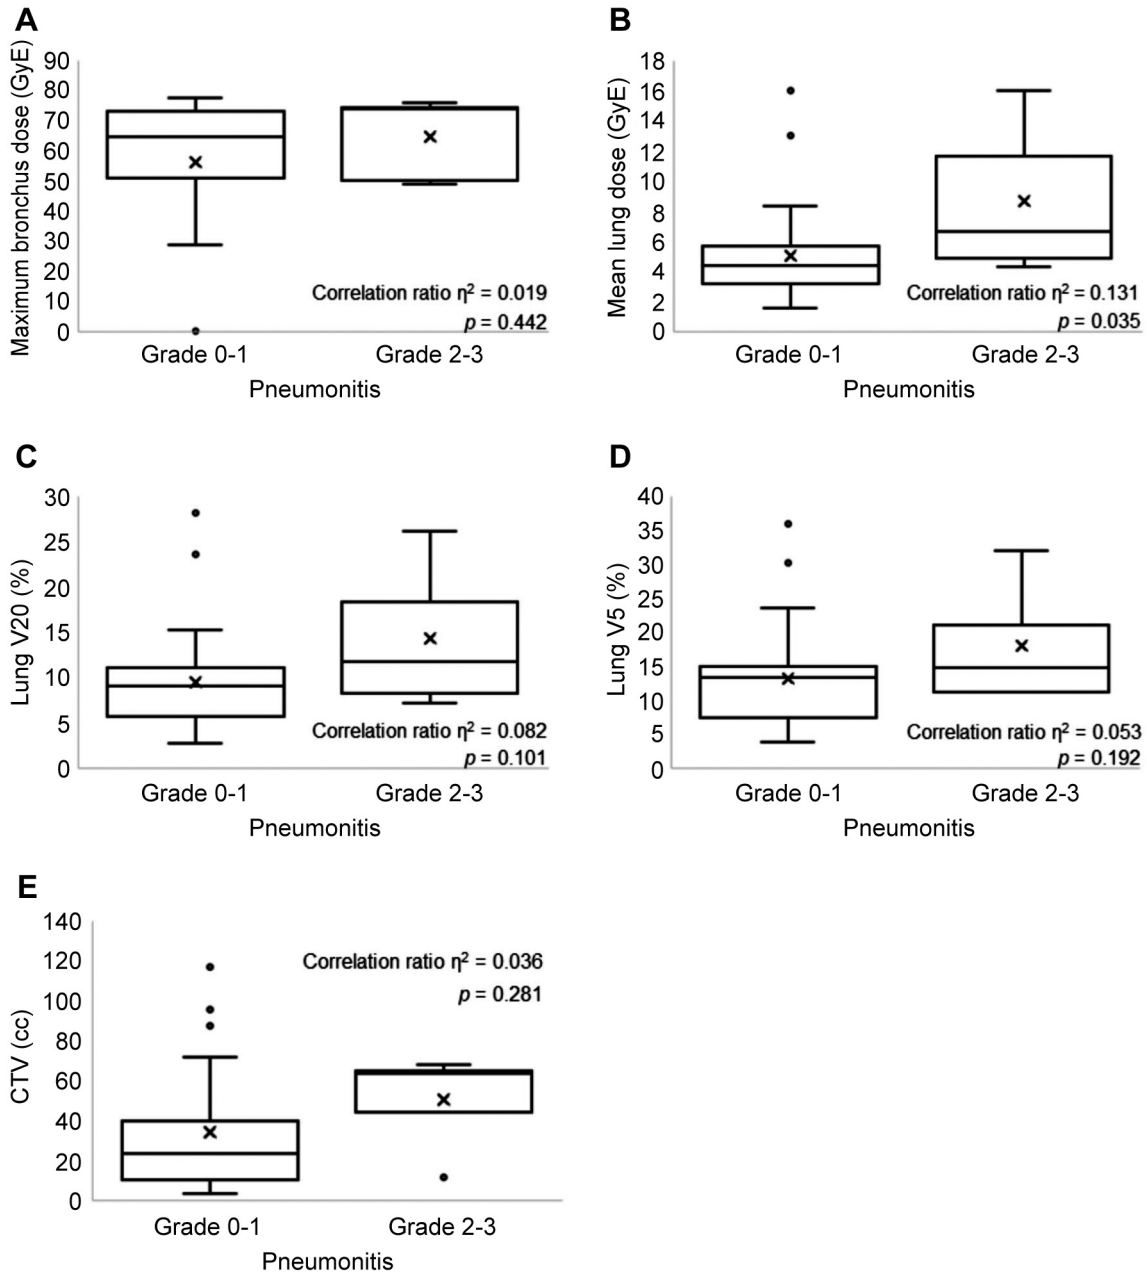 A
Maximum bronchus dose (GyE)
90
80
70
60
50
40
30
20
10
0
Correlation ratio η² = 0.019
p = 0.442
Grade 0-1
Grade 2-3
Pneumonitis
B
Mean lung dose (GyE)
18
16
14
12
10
8
6
4
2
0
Correlation ratio η² = 0.131
p = 0.035
Grade 0-1
Grade 2-3
Pneumonitis
C
Lung V20 (%)
30
25
20
15
10
5
0
Correlation ratio η² = 0.082
p = 0.101
Grade 0-1
Grade 2-3
Pneumonitis
D
Lung V5 (%)
40
35
30
25
20
15
10
5
0
Correlation ratio η² = 0.053
p = 0.192
Grade 0-1
Grade 2-3
Pneumonitis
E
CTV (cc)
140
120
100
80
60
40
20
0
Correlation ratio η² = 0.036
p = 0.281
Grade 0-1
Grade 2-3
Pneumonitis